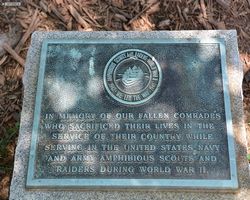 IN MEMORY OF OUR FALLEN COMRADES
WHO SACRIFICED THEIR LIVES IN THE
SERVICE OF THEIR COUNTRY WHILE
SERVING IN THE UNITED STATES NAVY
AND ARMY AMPHIBIOUS SCOUTS AND
RAIDERS DURING WORLD WAR II.